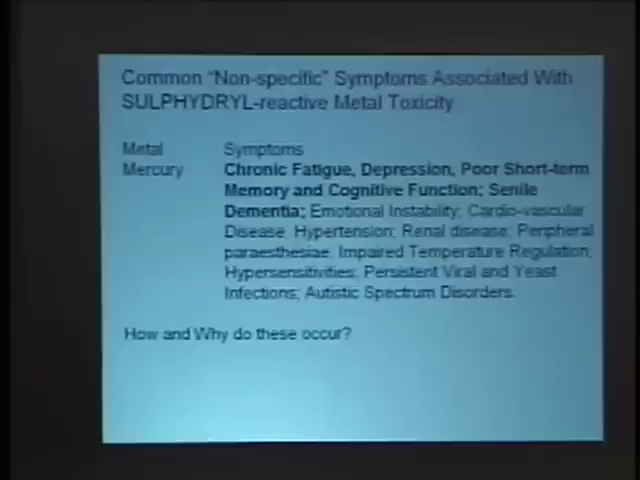 Common "Non-specific" Symptoms Associated With
SULPHYDRYL-reactive Metal Toxicity
Metal Symptoms
Mercury Chronic Fatigue, Depression, Poor Short-term
Memory and Cognitive Function; Senile
Dementia; Emotional Instability; Cardio-vascular
Disease, Hypertension; Renal disease; Peripheral
paraesthesiae; Impaired Temperature Regulation;
Hypersensitivities; Persistent Viral and Yeast
Infections; Autistic Spectrum Disorders.
How and Why do these occur?